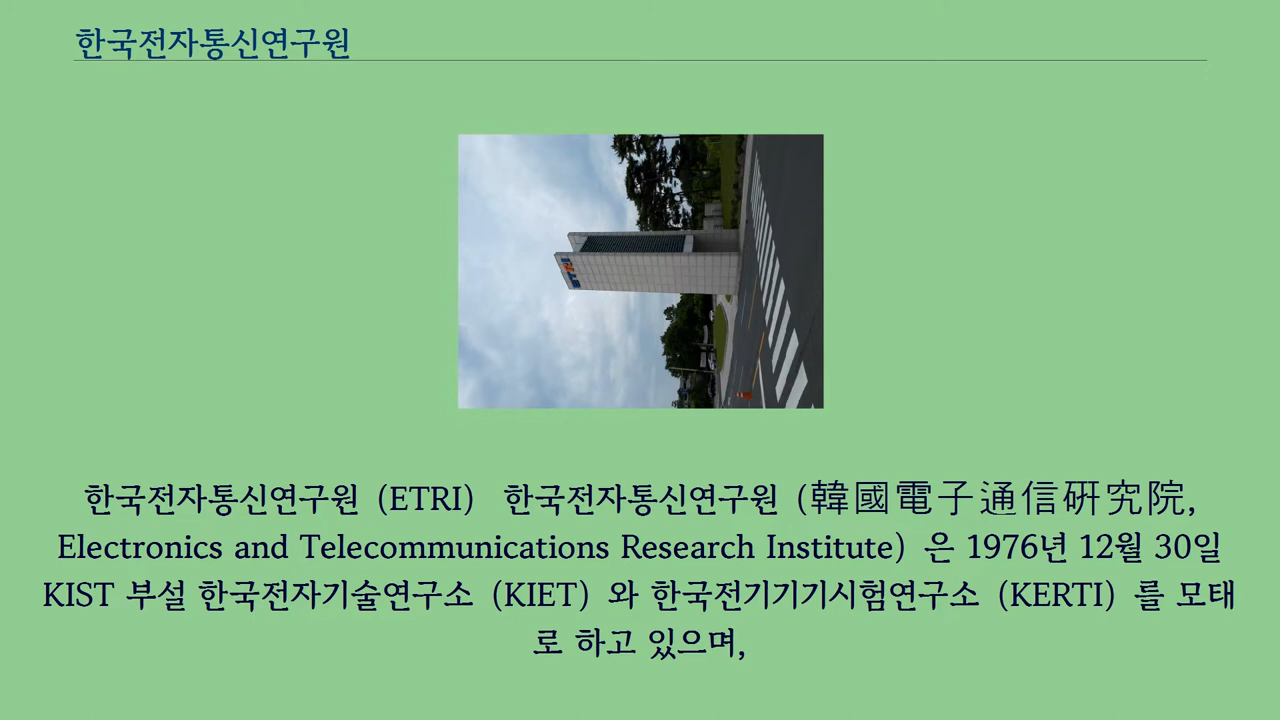 한국전자통신연구원
ETRI
한국전자통신연구원 (ETRI) 한국전자통신연구원 (韓國電子通信硏究院,
Electronics and Telecommunications Research Institute) 은 1976년 12월 30일
KIST 부설 한국전자기술연구소 (KIET) 와 한국전기기기시험연구소 (KERTI) 를 모태
로 하고 있으며,